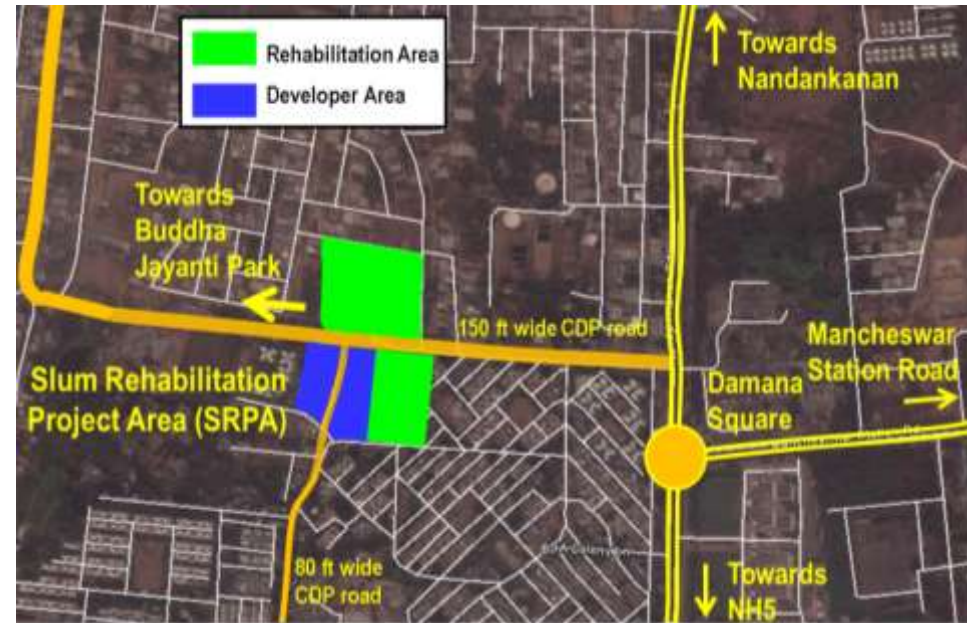 Rehabilitation Area
Developer Area
Towards
Nandankanan
Towards
Buddha
Jayanti Park
150 ft wide CDP road
Mancheswar
Station Road
Slum Rehabilitation
Project Area (SRPA)
Damana
Square
80 ft wide
CDP road
Towards
NH5